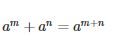 a^m + a^n = a^{m+n}